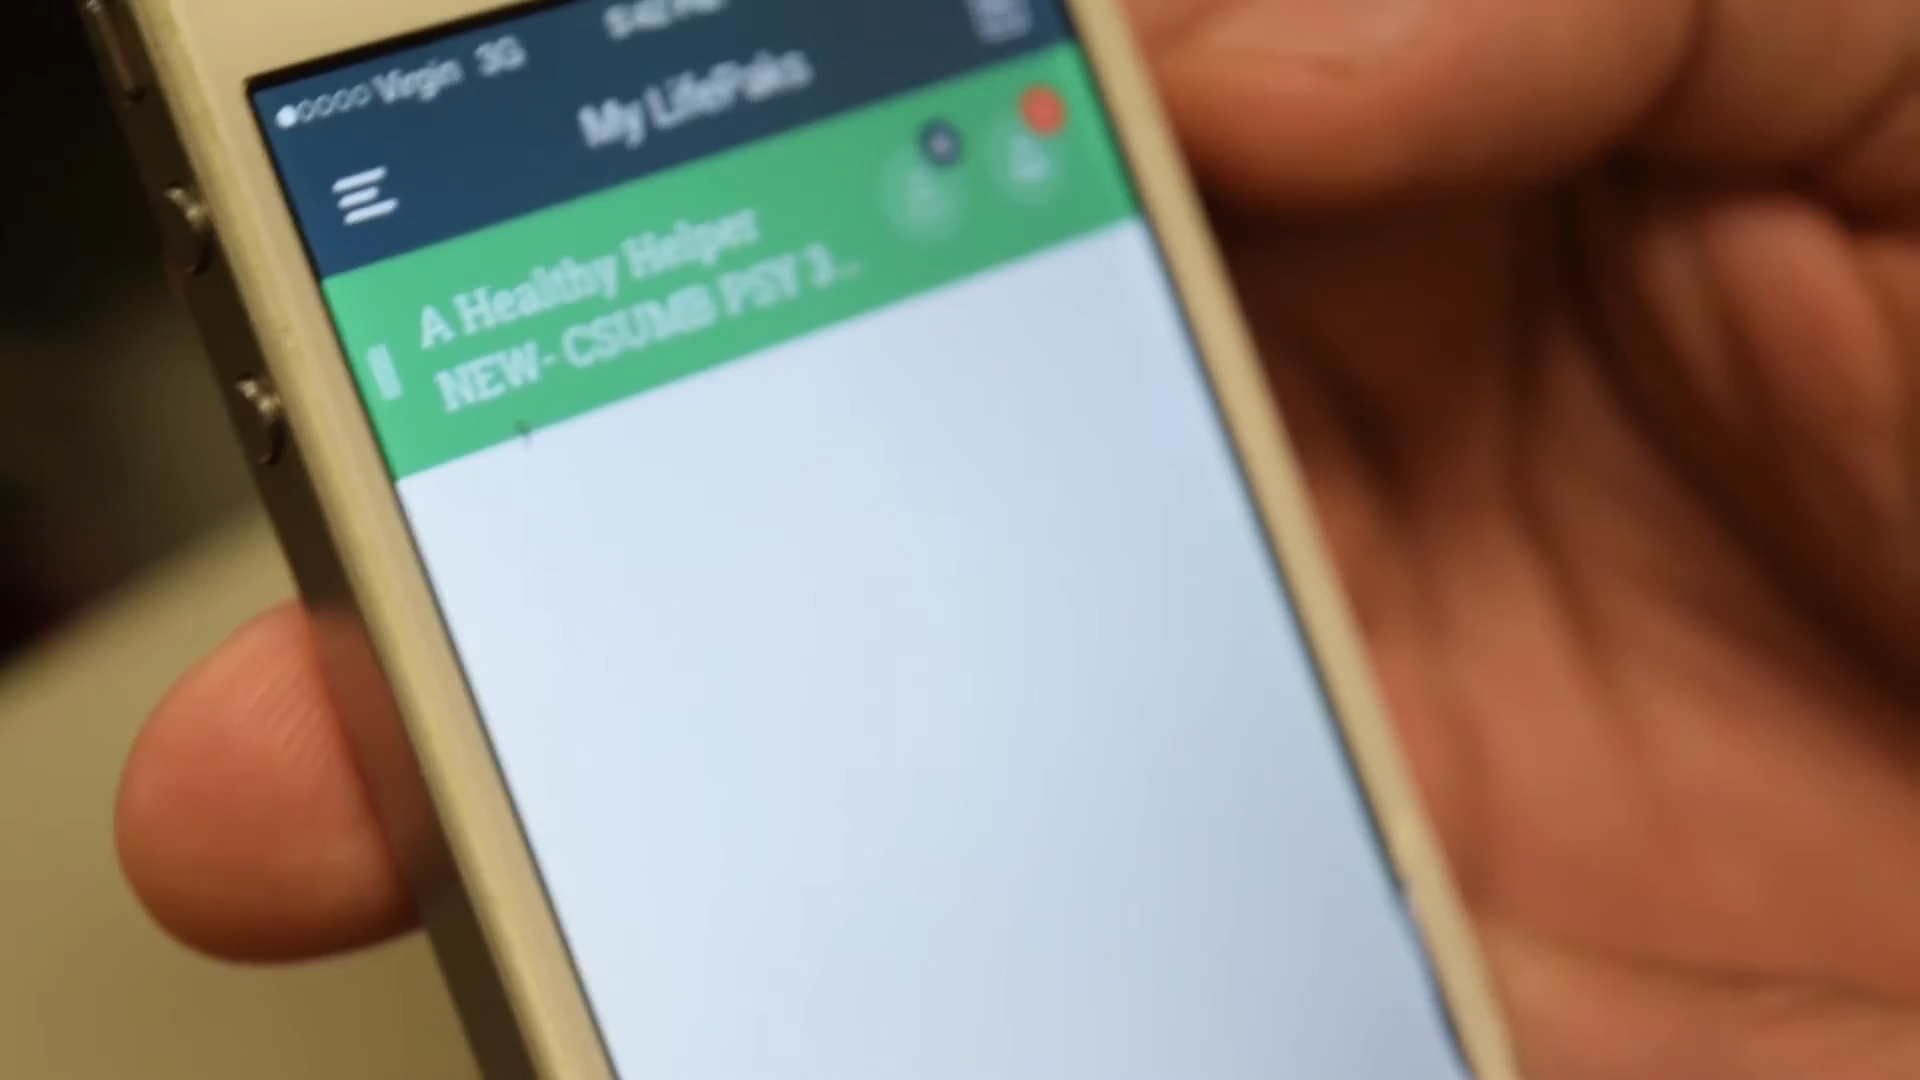 Virgin 3G
My LifePaks
A Healthy Helper
NEW- CSUMB PSY 3...